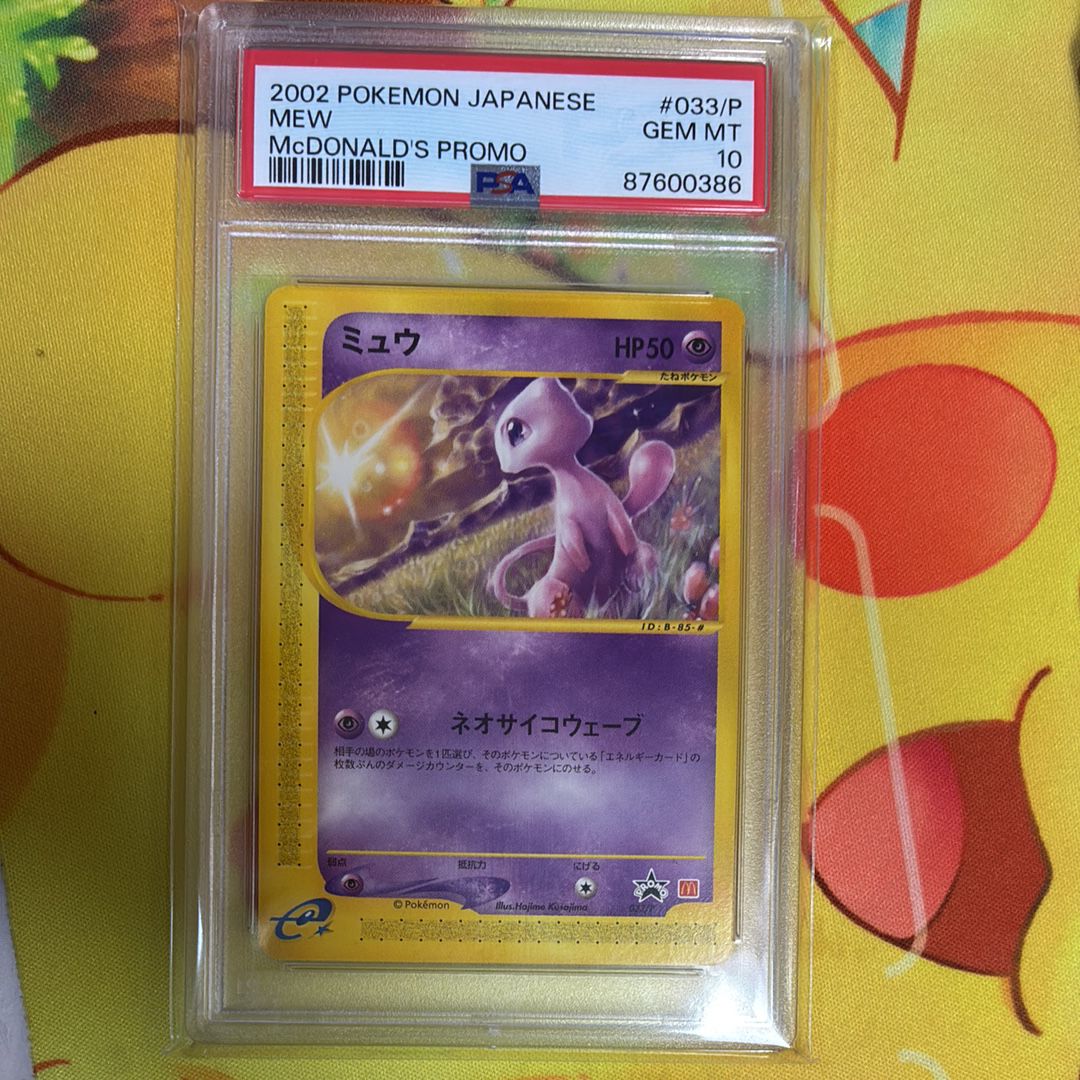 2002 POKEMON JAPANESE #033/P
MEW GEM MT
McDONALD'S PROMO 10
PSA 87600386
ミュウ HP50
たねポケモン
ID:B-85-#
ネオサイコウェーブ
相手の場のポケモンを1匹選び、そのポケモンについている「エネルギーカード」の
枚数ぶんのダメージカウンターを、そのポケモンにのせる。
弱点 抵抗力 にげる
PROMO
© Pokémon Illus.Hajime Kusajima 033/P
e